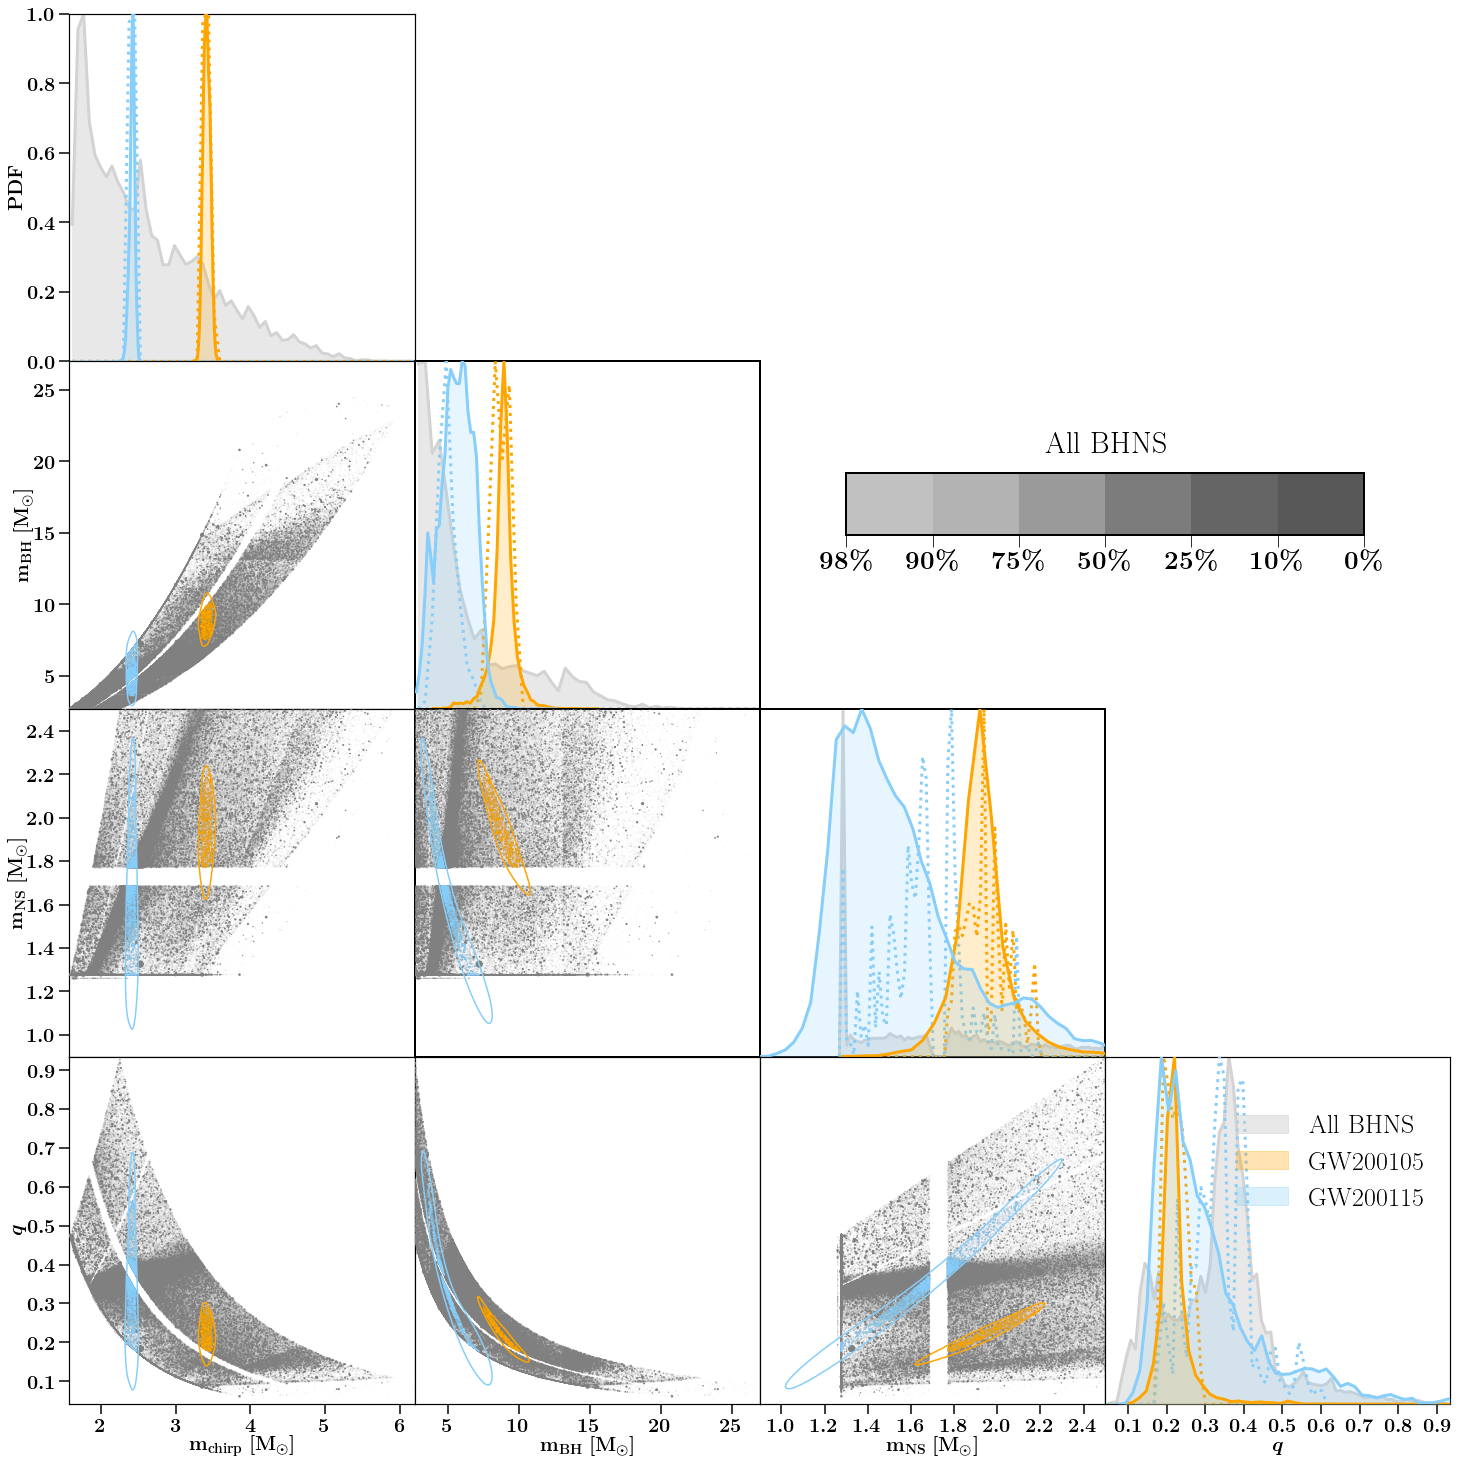 1.0
0.8
0.6
0.4
0.2
0.0
PDF
25
20
15
10
5
m_BH [M_⊙]
All BHNS
98% 90% 75% 50% 25% 10% 0%
2.4
2.2
2.0
1.8
1.6
1.4
1.2
1.0
m_NS [M_⊙]
0.9
0.8
0.7
0.6
0.5
0.4
0.3
0.2
0.1
q
All BHNS
GW200105
GW200115
2 3 4 5 6
m_chirp [M_⊙]
5 10 15 20 25
m_BH [M_⊙]
1.0 1.2 1.4 1.6 1.8 2.0 2.2 2.4
m_NS [M_⊙]
0.1 0.2 0.3 0.4 0.5 0.6 0.7 0.8 0.9
q